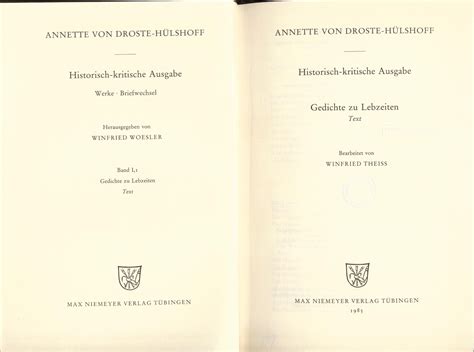 ANNETTE VON DROSTE-HÜLSHOFF
Historisch-kritische Ausgabe
Werke · Briefwechsel
Herausgegeben von
WINFRIED WOESLER
Band I,1
Gedichte zu Lebzeiten
Text
MAX NIEMEYER VERLAG TÜBINGEN
ANNETTE VON DROSTE-HÜLSHOFF
Historisch-kritische Ausgabe
Gedichte zu Lebzeiten
Text
Bearbeitet von
WINFRIED THEISS
MAX NIEMEYER VERLAG TÜBINGEN
1985